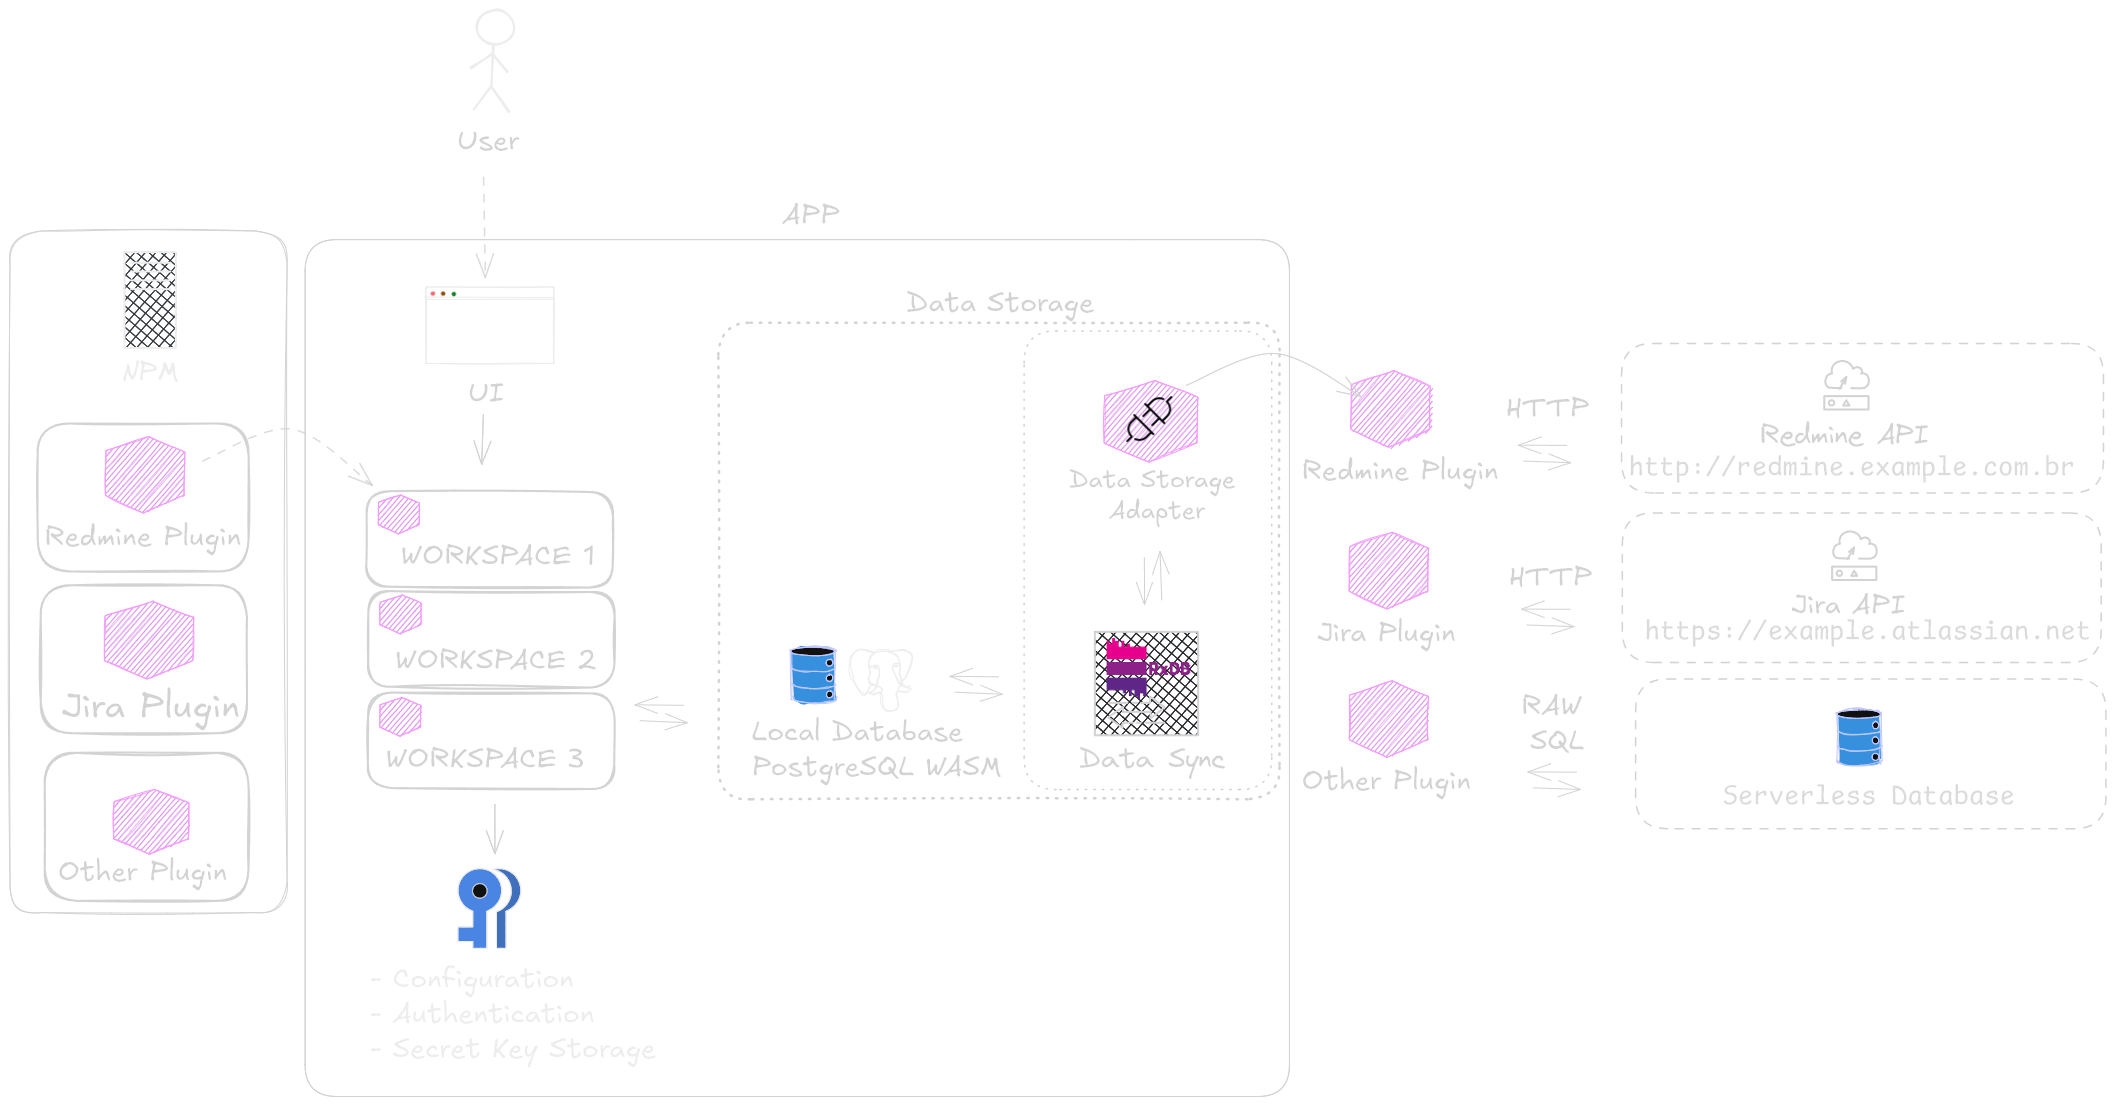 User
APP
NPM
Redmine Plugin
Jira Plugin
Other Plugin
UI
WORKSPACE 1
WORKSPACE 2
WORKSPACE 3
- Configuration
- Authentication
- Secret Key Storage
Data Storage
Local Database
PostgreSQL WASM
Data Storage
Adapter
RxDB
Data Sync
Redmine Plugin
Jira Plugin
Other Plugin
HTTP
HTTP
RAW
SQL
Redmine API
http://redmine.example.com.br
Jira API
https://example.atlassian.net
Serverless Database